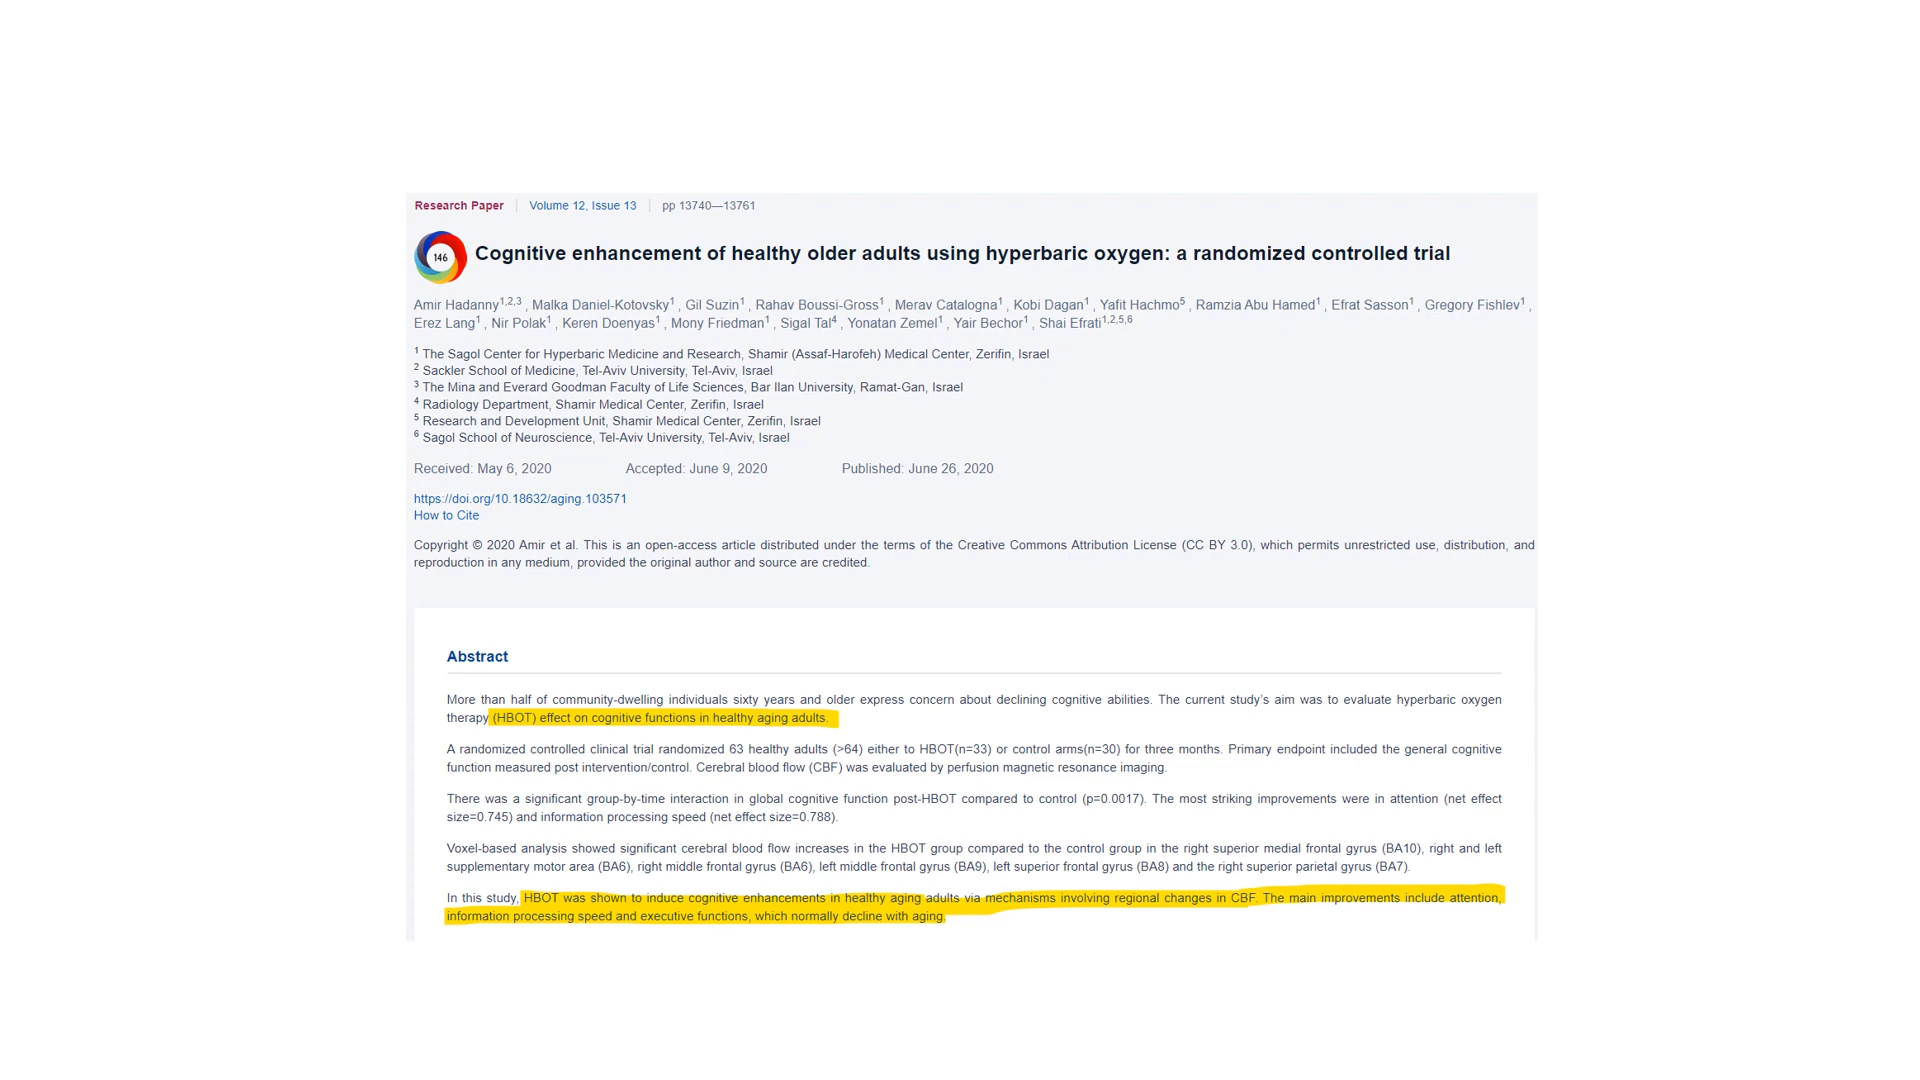 Research Paper | Volume 12, Issue 13 | pp 13740—13761
146
Cognitive enhancement of healthy older adults using hyperbaric oxygen: a randomized controlled trial
Amir Hadanny1,2,3 , Malka Daniel-Kotovsky1 , Gil Suzin1 , Rahav Boussi-Gross1 , Merav Catalogna1 , Kobi Dagan1 , Yafit Hachmo5 , Ramzia Abu Hamed1 , Efrat Sasson1 , Gregory Fishlev1 ,
Erez Lang1 , Nir Polak1 , Keren Doenyas1 , Mony Friedman1 , Sigal Tal4 , Yonatan Zemel1 , Yair Bechor1 , Shai Efrati1,2,5,6
1 The Sagol Center for Hyperbaric Medicine and Research, Shamir (Assaf-Harofeh) Medical Center, Zerifin, Israel
2 Sackler School of Medicine, Tel-Aviv University, Tel-Aviv, Israel
3 The Mina and Everard Goodman Faculty of Life Sciences, Bar Ilan University, Ramat-Gan, Israel
4 Radiology Department, Shamir Medical Center, Zerifin, Israel
5 Research and Development Unit, Shamir Medical Center, Zerifin, Israel
6 Sagol School of Neuroscience, Tel-Aviv University, Tel-Aviv, Israel
Received: May 6, 2020 Accepted: June 9, 2020 Published: June 26, 2020
https://doi.org/10.18632/aging.103571
How to Cite
Copyright © 2020 Amir et al. This is an open-access article distributed under the terms of the Creative Commons Attribution License (CC BY 3.0), which permits unrestricted use, distribution, and
reproduction in any medium, provided the original author and source are credited.
Abstract
More than half of community-dwelling individuals sixty years and older express concern about declining cognitive abilities. The current study's aim was to evaluate hyperbaric oxygen
therapy (HBOT) effect on cognitive functions in healthy aging adults.
A randomized controlled clinical trial randomized 63 healthy adults (>64) either to HBOT(n=33) or control arms(n=30) for three months. Primary endpoint included the general cognitive
function measured post intervention/control. Cerebral blood flow (CBF) was evaluated by perfusion magnetic resonance imaging.
There was a significant group-by-time interaction in global cognitive function post-HBOT compared to control (p=0.0017). The most striking improvements were in attention (net effect
size=0.745) and information processing speed (net effect size=0.788).
Voxel-based analysis showed significant cerebral blood flow increases in the HBOT group compared to the control group in the right superior medial frontal gyrus (BA10), right and left
supplementary motor area (BA6), right middle frontal gyrus (BA6), left middle frontal gyrus (BA9), left superior frontal gyrus (BA8) and the right superior parietal gyrus (BA7).
In this study, HBOT was shown to induce cognitive enhancements in healthy aging adults via mechanisms involving regional changes in CBF. The main improvements include attention,
information processing speed and executive functions, which normally decline with aging.